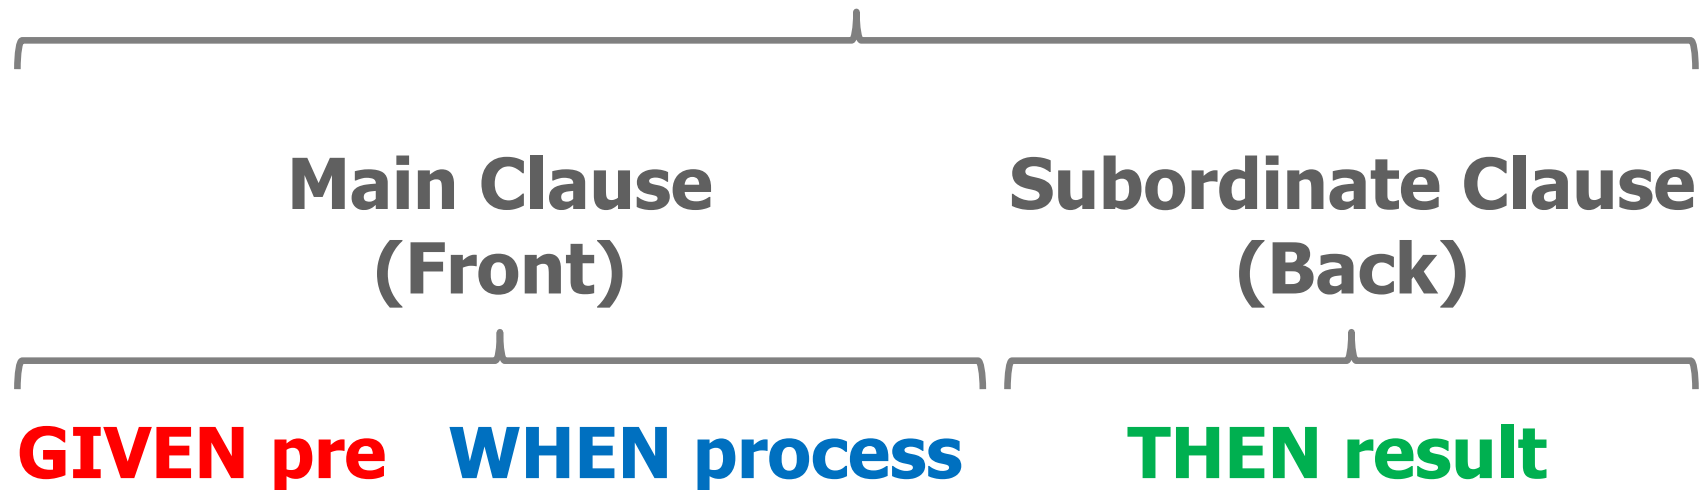 Main Clause
(Front)
Subordinate Clause
(Back)
GIVEN pre WHEN process THEN result